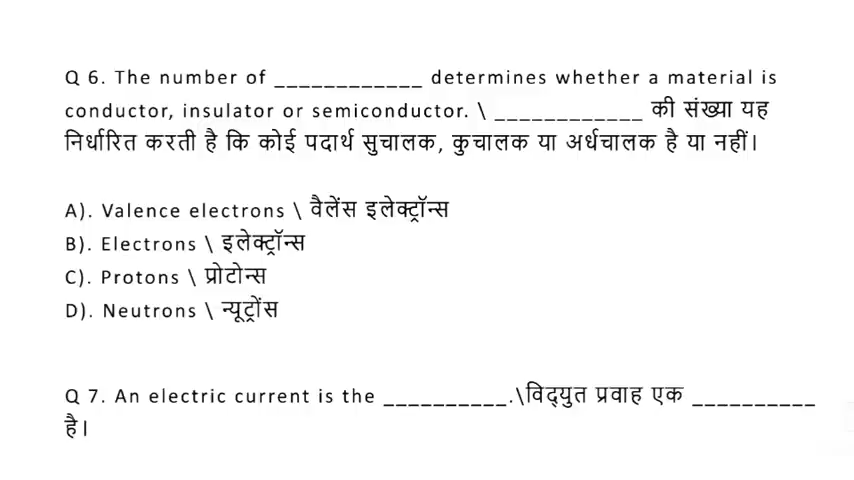 Q 6. The number of ____________ determines whether a material is
conductor, insulator or semiconductor. \ ____________ की संख्या यह
निर्धारित करती है कि कोई पदार्थ सुचालक, कुचालक या अर्धचालक है या नहीं।
A). Valence electrons \ वैलेंस इलेक्ट्रॉन्स
B). Electrons \ इलेक्ट्रॉन्स
C). Protons \ प्रोटोन्स
D). Neutrons \ न्यूट्रोंस
Q 7. An electric current is the __________.\विद्युत प्रवाह एक __________
है।